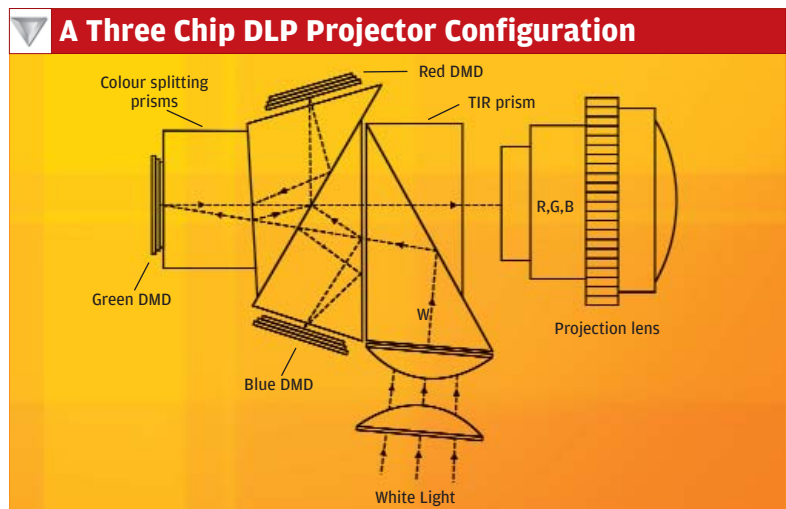 A Three Chip DLP Projector Configuration
Red DMD
Colour splitting
prisms
TIR prism
R,G,B
Green DMD
W
Projection lens
Blue DMD
White Light